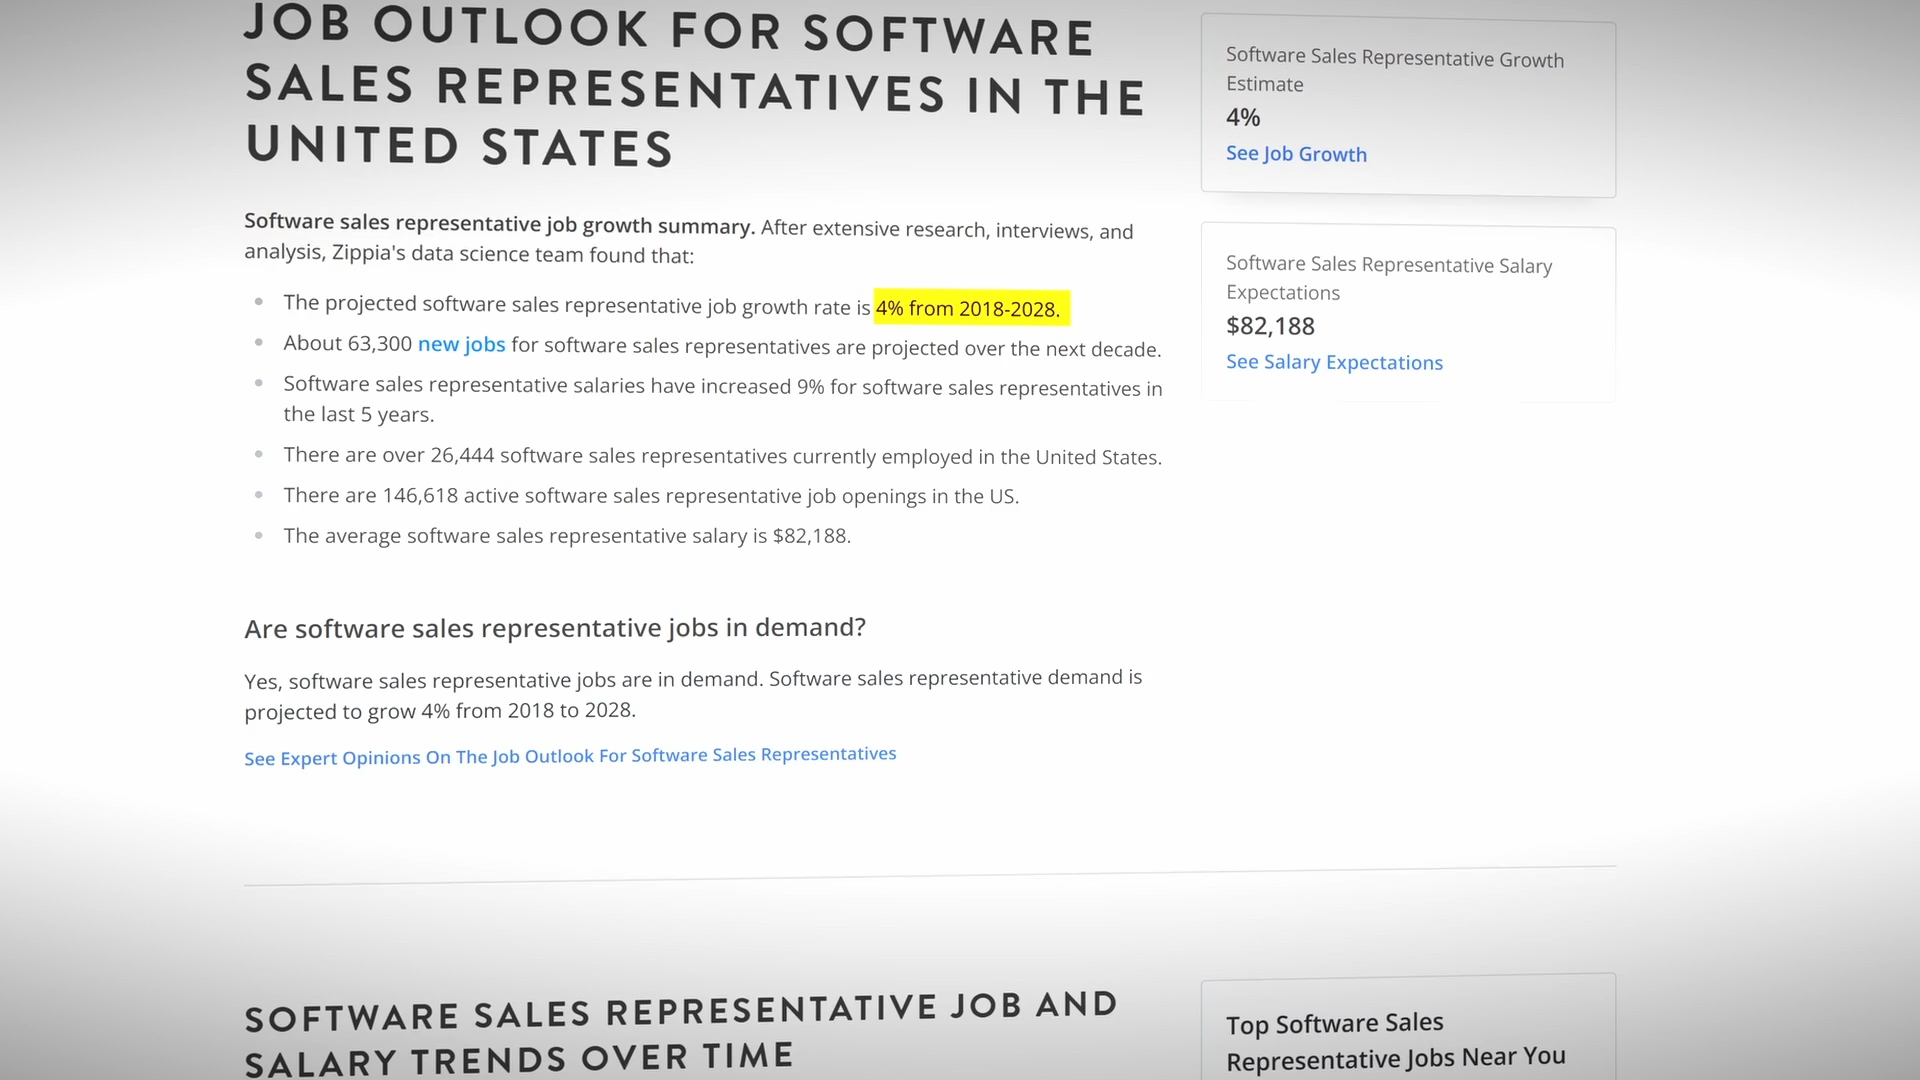 JOB OUTLOOK FOR SOFTWARE
SALES REPRESENTATIVES IN THE
UNITED STATES
Software sales representative job growth summary. After extensive research, interviews, and
analysis, Zippia's data science team found that:
The projected software sales representative job growth rate is 4% from 2018-2028.
About 63,300 new jobs for software sales representatives are projected over the next decade.
Software sales representative salaries have increased 9% for software sales representatives in
the last 5 years.
There are over 26,444 software sales representatives currently employed in the United States.
There are 146,618 active software sales representative job openings in the US.
The average software sales representative salary is $82,188.
Are software sales representative jobs in demand?
Yes, software sales representative jobs are in demand. Software sales representative demand is
projected to grow 4% from 2018 to 2028.
See Expert Opinions On The Job Outlook For Software Sales Representatives
Software Sales Representative Growth
Estimate
4%
See Job Growth
Software Sales Representative Salary
Expectations
$82,188
See Salary Expectations
SOFTWARE SALES REPRESENTATIVE JOB AND
SALARY TRENDS OVER TIME
Top Software Sales
Representative Jobs Near You